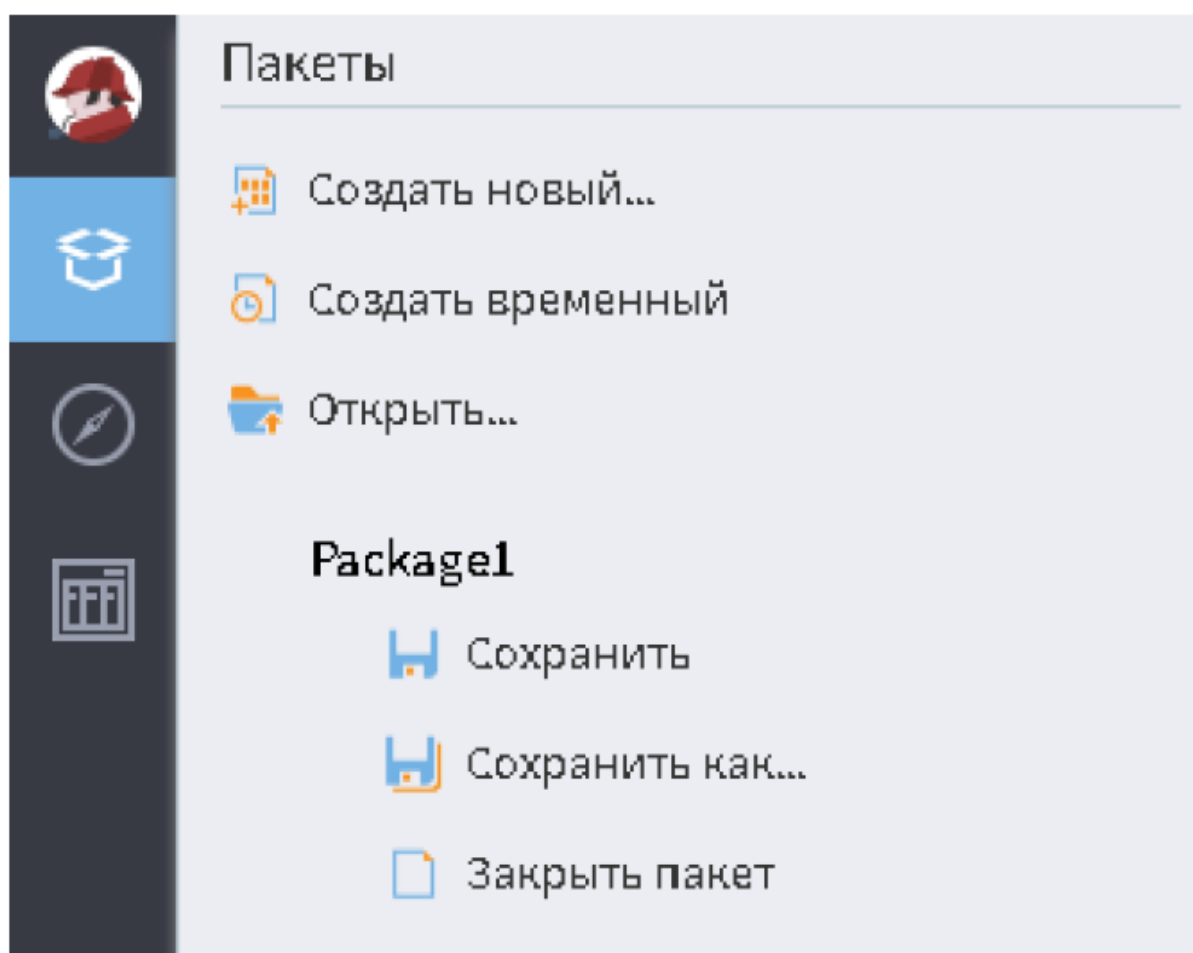 Пакеты
Создать новый...
Создать временный
Открыть...
Package1
Сохранить
Сохранить как...
Закрыть пакет